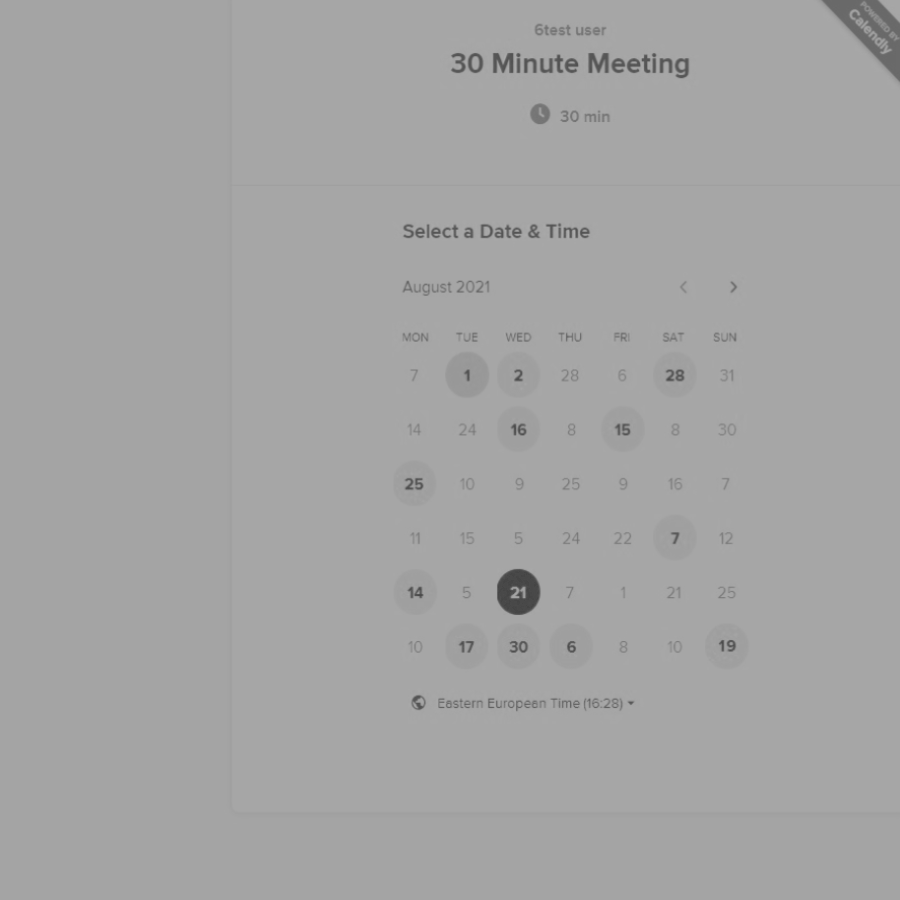 POWERED BY
Calendly
6test user
30 Minute Meeting
30 min
Select a Date & Time
August 2021
MON TUE WED THU FRI SAT SUN
7 1 2 28 6 28 31
14 24 16 8 15 8 30
25 10 9 25 9 16 7
11 15 5 24 22 7 12
14 5 21 7 1 21 25
10 17 30 6 8 10 19
Eastern European Time (16:28)